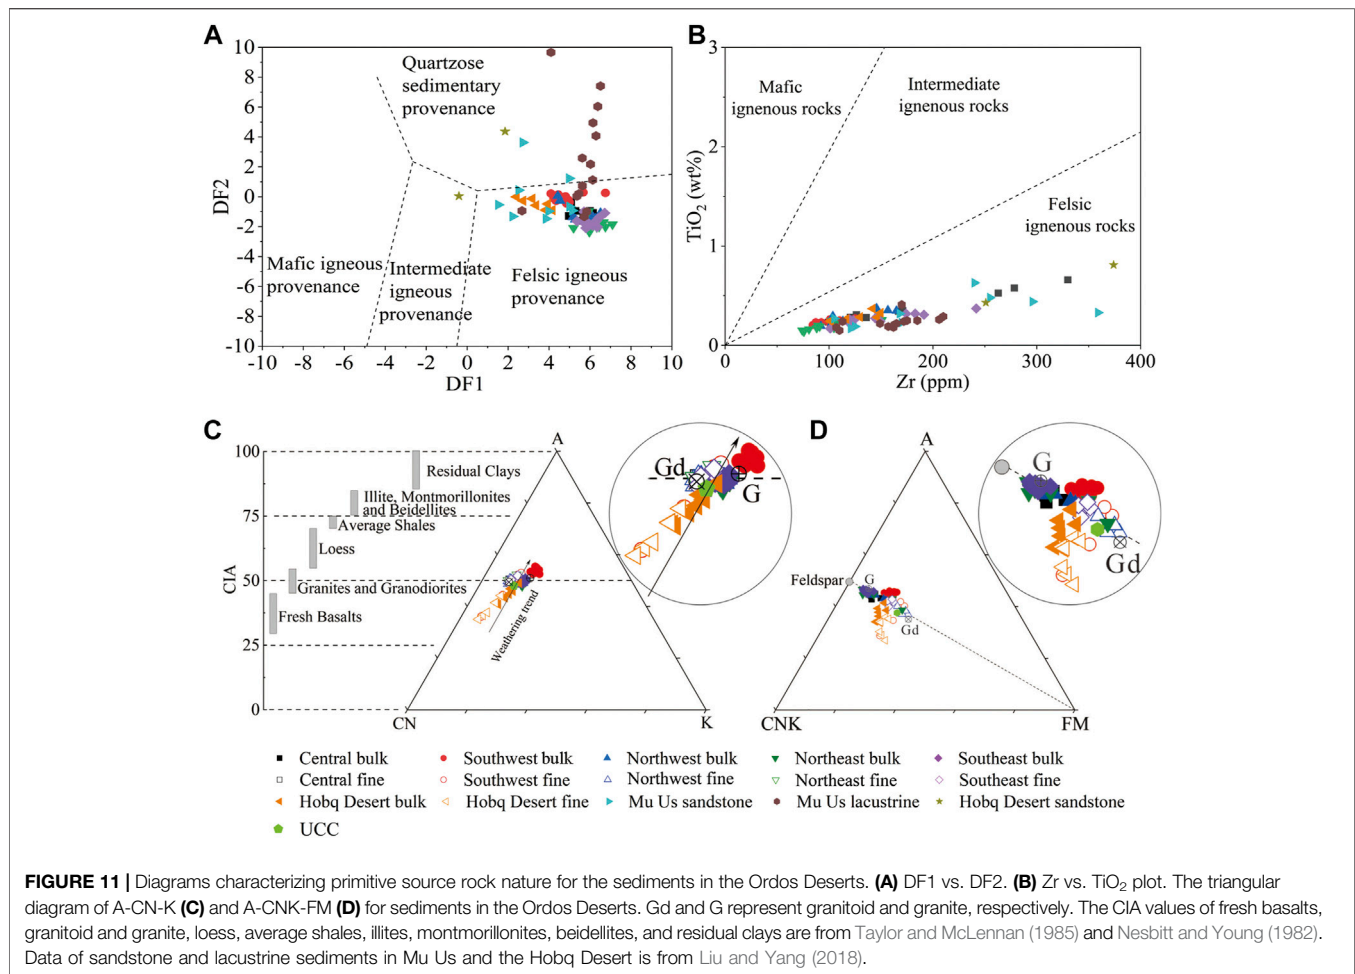 A
10
8
6
4
2
0
-2
-4
-6
-8
-10
DF2
Quartzose
sedimentary
provenance
Mafic igneous
provenance
Intermediate
igneous
provenance
Felsic igneous
provenance
-10 -8 -6 -4 -2 0 2 4 6 8 10
DF1
B
3
2
1
0
TiO2 (wt%)
Mafic
ignenous rocks
Intermediate
ignenous rocks
Felsic
ignenous rocks
0 100 200 300 400
Zr (ppm)
C
100
75
50
25
0
CIA
Residual Clays
Illite, Montmorillonites
and Beidellites
Average Shales
Loess
Granites and Granodiorites
Fresh Basalts
A
Weathering trend
CN
K
Gd
G
D
A
Feldspar
G
Gd
CNK
FM
G
Gd
Central bulk Southwest bulk Northwest bulk Northeast bulk Southeast bulk
Central fine Southwest fine Northwest fine Northeast fine Southeast fine
Hobq Desert bulk Hobq Desert fine Mu Us sandstone Mu Us lacustrine Hobq Desert sandstone
UCC
FIGURE 11 | Diagrams characterizing primitive source rock nature for the sediments in the Ordos Deserts. (A) DF1 vs. DF2. (B) Zr vs. TiO2 plot. The triangular
diagram of A-CN-K (C) and A-CNK-FM (D) for sediments in the Ordos Deserts. Gd and G represent granitoid and granite, respectively. The CIA values of fresh basalts,
granitoid and granite, loess, average shales, illites, montmorillonites, beidellites, and residual clays are from Taylor and McLennan (1985) and Nesbitt and Young (1982).
Data of sandstone and lacustrine sediments in Mu Us and the Hobq Desert is from Liu and Yang (2018).